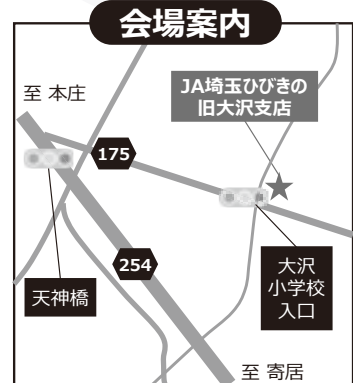 会場案内
至 本庄
JA埼玉ひびきの
旧大沢支店
175
254
天神橋
大沢
小学校
入口
至 寄居